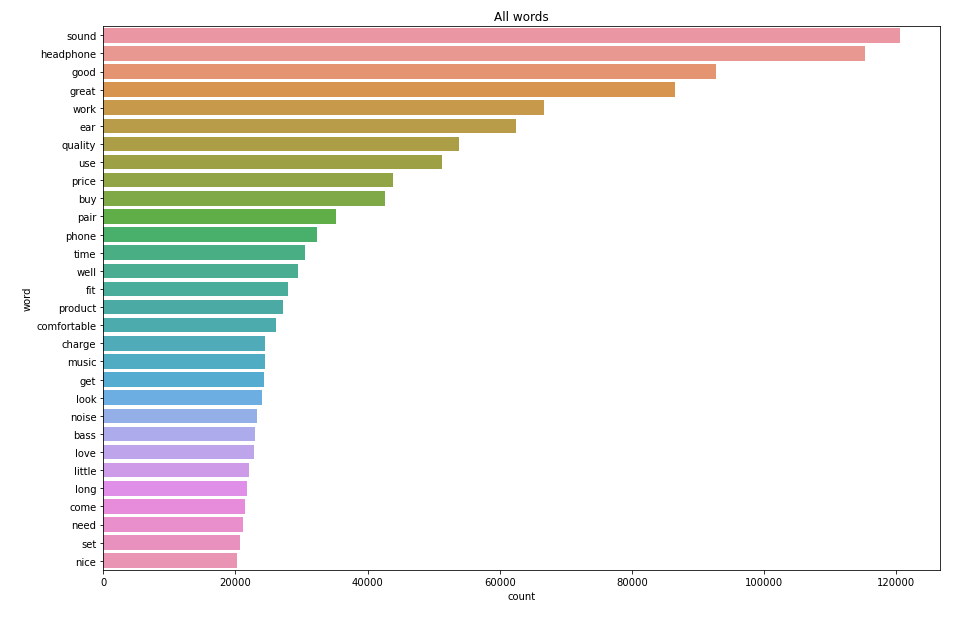 All words
sound
headphone
good
great
work
ear
quality
use
price
buy
pair
phone
time
well
fit
product
comfortable
charge
music
get
look
noise
bass
love
little
long
come
need
set
nice
word
0 20000 40000 60000 80000 100000 120000
count